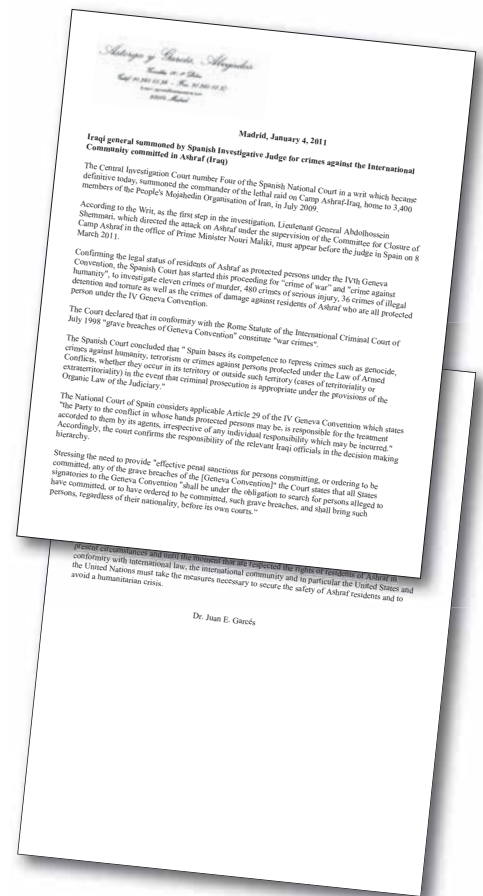 Astorga y Garcés, Abogados
Madrid, January 4, 2011
Iraqi general summoned by Spanish Investigative Judge for crimes against the International
Community committed in Ashraf (Iraq)
The Central Investigation Court number Four of the Spanish National Court in a writ which became
definitive today, summoned the commander of the lethal raid on Camp Ashraf-Iraq, home to 3,400
members of the People's Mojahedin Organisation of Iran, in July 2009.
According to the Writ, as the first step in the investigation, Lieutenant General Abdolhossein
Shemmari, which directed the attack on Ashraf under the supervision of the Committee for Closure of
Camp Ashraf in the office of Prime Minister Nouri Maliki, must appear before the judge in Spain on 8
March 2011.
Confirming the legal status of residents of Ashraf as protected persons under the IVth Geneva
Convention, the Spanish Court has started this proceeding for "crime of war" and "crime against
humanity", to investigate eleven crimes of murder, 480 crimes of serious injury, 36 crimes of illegal
detention and torture as well as the crimes of damage against residents of Ashraf who are all protected
person under the IV Geneva Convention.
The Court declared that in conformity with the Rome Statute of the International Criminal Court of
July 1998 "grave breaches of Geneva Convention" constitute "war crimes".
The Spanish Court concluded that " Spain bases its competence to repress crimes such as genocide,
crimes against humanity, terrorism or crimes against persons protected under the Law of Armed
Conflicts, whether they occur in its territory or outside such territory (cases of territoriality or
extraterritoriality) in the event that criminal prosecution is appropriate under the provisions of the
Organic Law of the Judiciary."
The National Court of Spain considers applicable Article 29 of the IV Geneva Convention which states
"the Party to the conflict in whose hands protected persons may be, is responsible for the treatment
accorded to them by its agents, irrespective of any individual responsibility which may be incurred."
Accordingly, the court confirms the responsibility of the relevant Iraqi officials in the decision making
hierarchy.
Stressing the need to provide "effective penal sanctions for persons committing, or ordering to be
committed, any of the grave breaches of the [Geneva Convention]" the Court states that all States
signatories to the Geneva Convention "shall be under the obligation to search for persons alleged to
have committed, or to have ordered to be committed, such grave breaches, and shall bring such
persons, regardless of their nationality, before its own courts."
present circumstances and until the moment that are respected the rights of residents of Ashraf in
conformity with international law, the international community and in particular the United States and
the United Nations must take the measures necessary to secure the safety of Ashraf residents and to
avoid a humanitarian crisis.
Dr. Juan E. Garcés